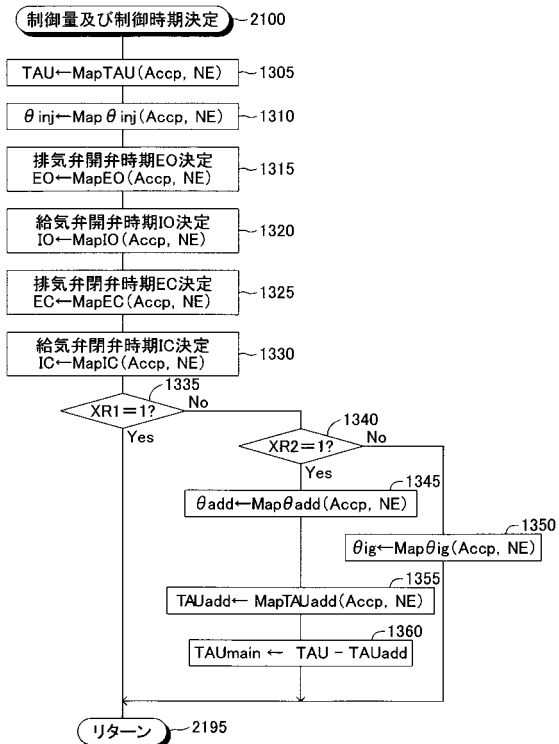 制御量及び制御時期決定
2100
TAU←MapTAU(Accp, NE)
1305
θinj←Mapθinj(Accp, NE)
1310
排気弁開弁時期EO決定
EO←MapEO(Accp, NE)
1315
給気弁開弁時期IO決定
IO←MapIO(Accp, NE)
1320
排気弁閉弁時期EC決定
EC←MapEC(Accp, NE)
1325
給気弁閉弁時期IC決定
IC←MapIC(Accp, NE)
1330
1335
XR1=1?
No
Yes
1340
XR2=1?
No
Yes
1345
θadd←Mapθadd(Accp, NE)
1350
θig←Mapθig(Accp, NE)
1355
TAUadd← MapTAUadd(Accp, NE)
1360
TAUmain ← TAU - TAUadd
リターン
2195